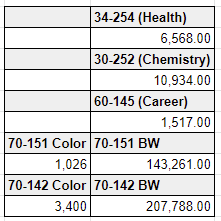 34-254 (Health)
6,568.00
30-252 (Chemistry)
10,934.00
60-145 (Career)
1,517.00
70-151 Color 70-151 BW
1,026 143,261.00
70-142 Color 70-142 BW
3,400 207,788.00